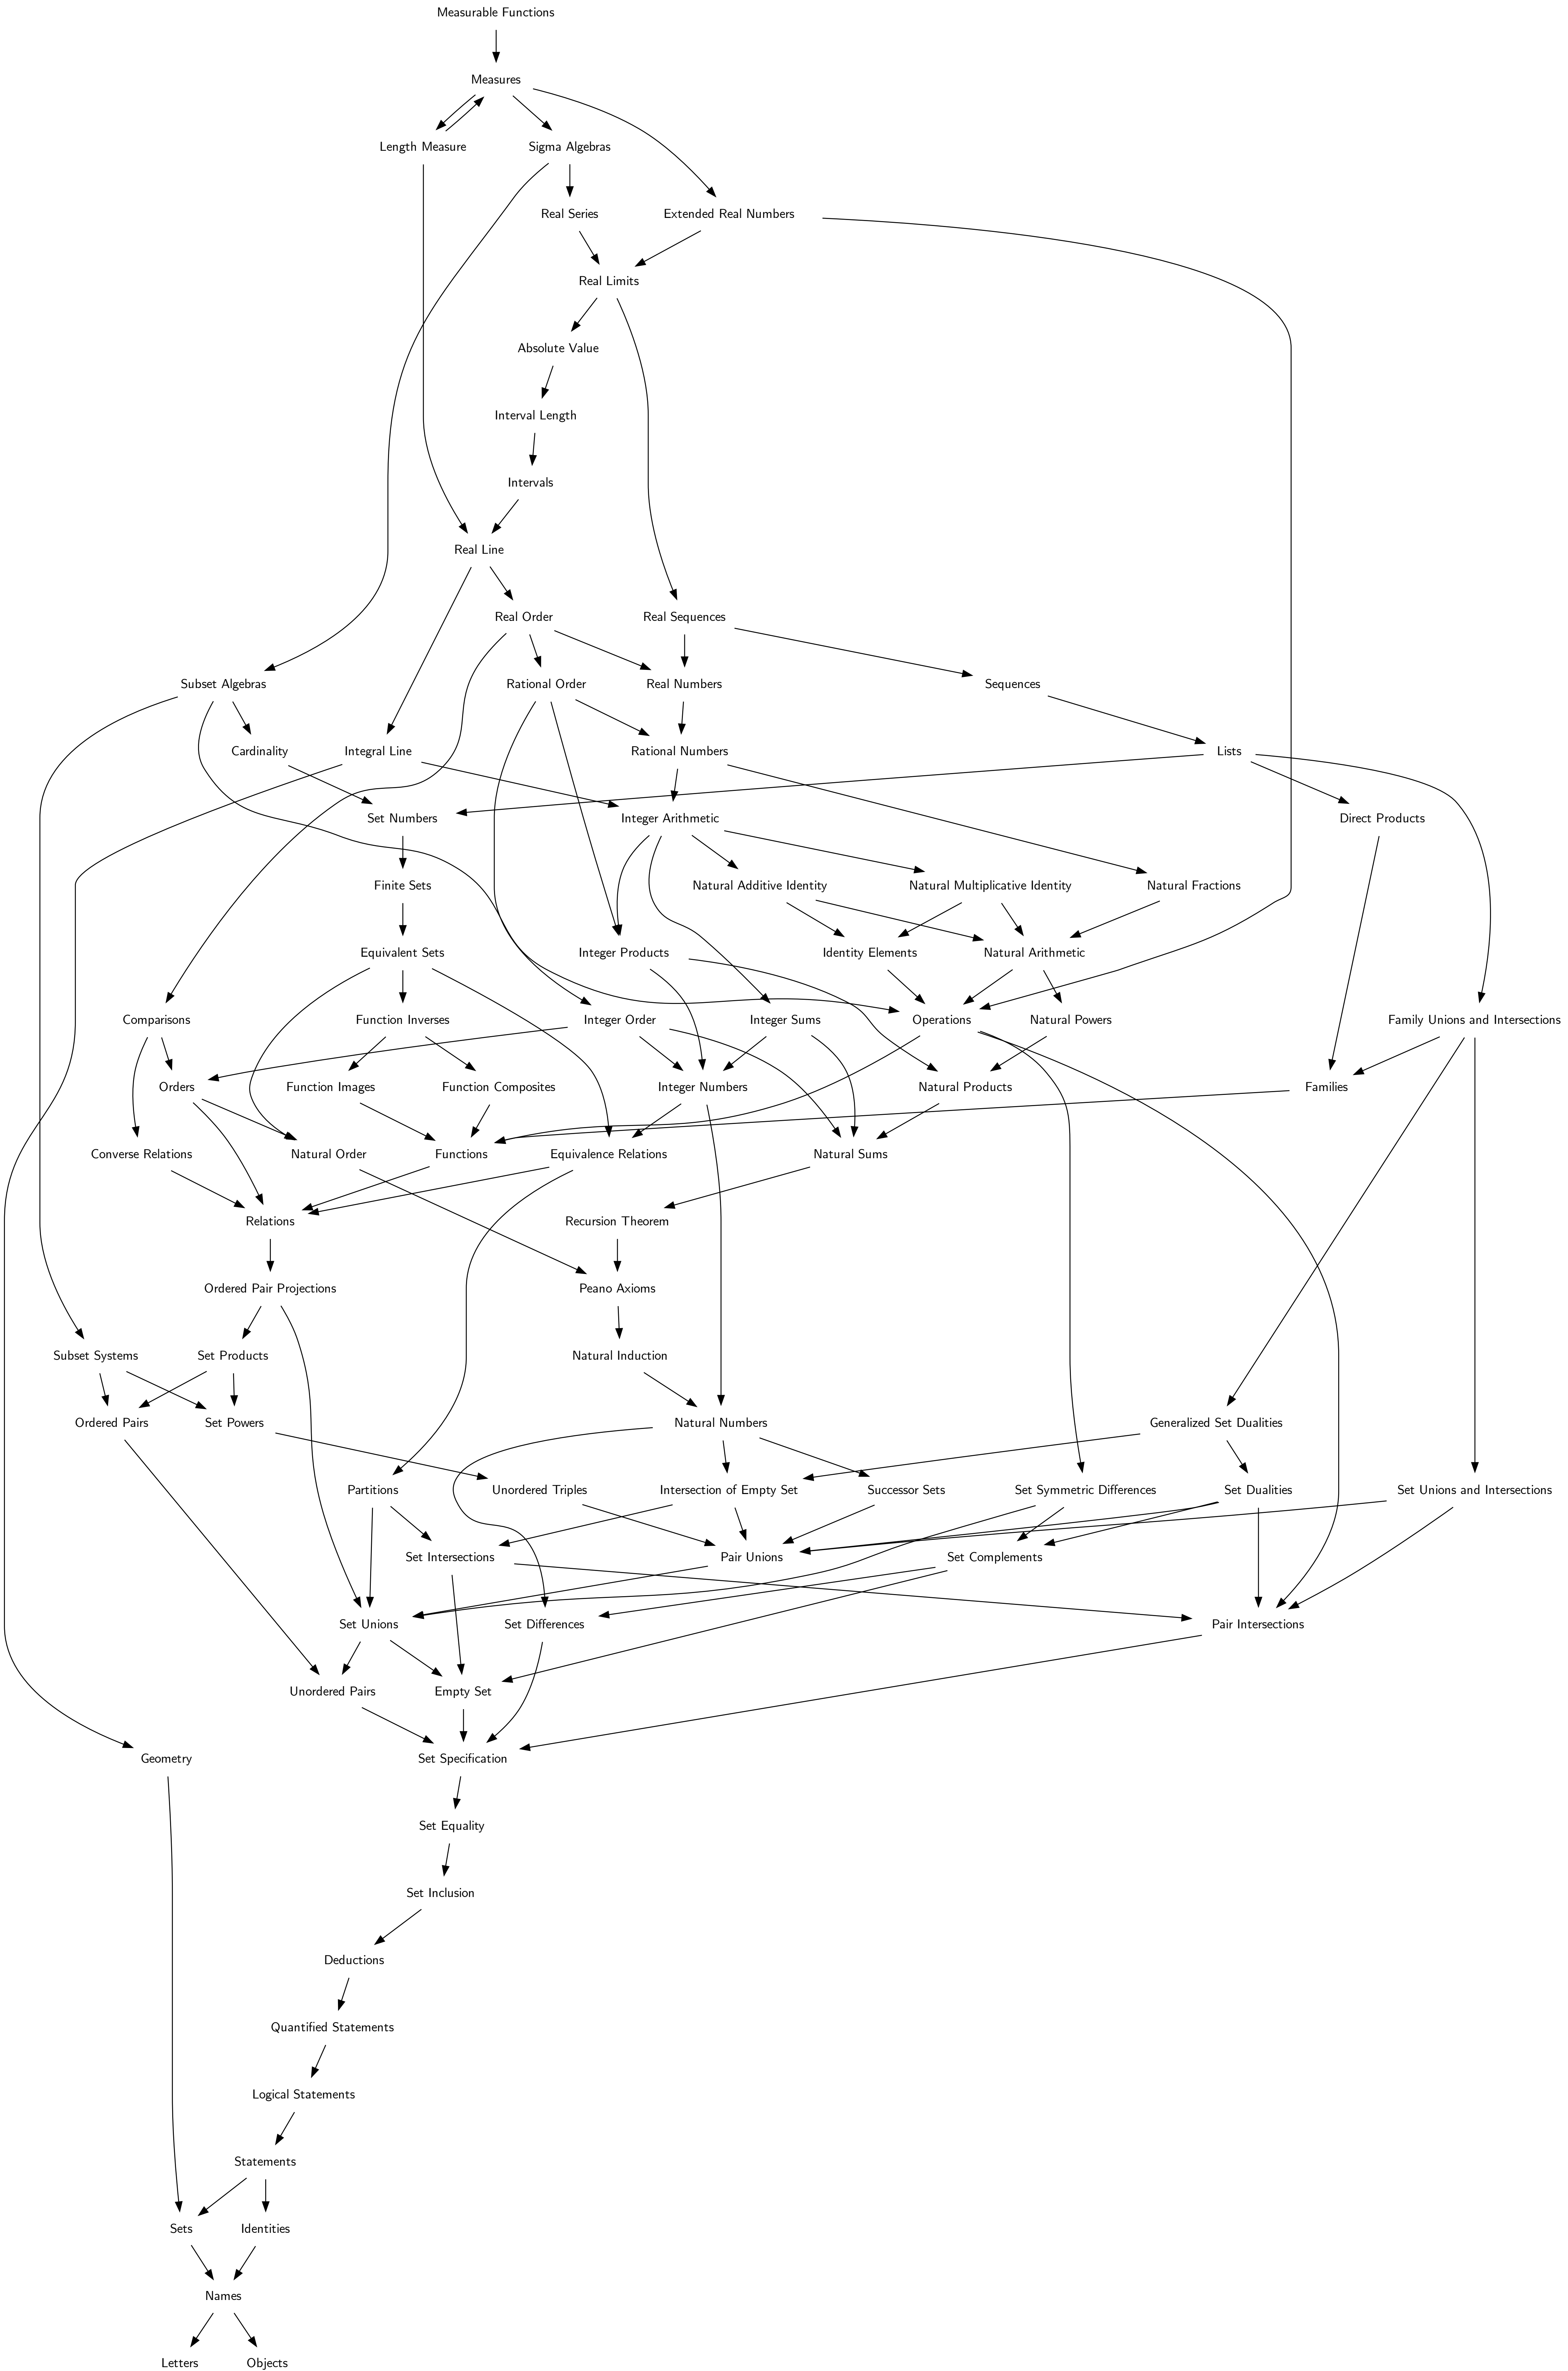 Measurable Functions
Measures
Length Measure
Sigma Algebras
Real Series
Extended Real Numbers
Real Limits
Absolute Value
Interval Length
Intervals
Real Line
Real Order
Real Sequences
Subset Algebras
Rational Order
Real Numbers
Sequences
Cardinality
Integral Line
Rational Numbers
Lists
Set Numbers
Integer Arithmetic
Direct Products
Finite Sets
Natural Additive Identity
Natural Multiplicative Identity
Natural Fractions
Equivalent Sets
Integer Products
Identity Elements
Natural Arithmetic
Comparisons
Function Inverses
Integer Order
Integer Sums
Operations
Natural Powers
Family Unions and Intersections
Orders
Function Images
Function Composites
Integer Numbers
Natural Products
Families
Converse Relations
Natural Order
Functions
Equivalence Relations
Natural Sums
Relations
Recursion Theorem
Ordered Pair Projections
Peano Axioms
Subset Systems
Set Products
Natural Induction
Ordered Pairs
Set Powers
Natural Numbers
Generalized Set Dualities
Partitions
Unordered Triples
Intersection of Empty Set
Successor Sets
Set Symmetric Differences
Set Dualities
Set Unions and Intersections
Set Intersections
Pair Unions
Set Complements
Set Unions
Set Differences
Pair Intersections
Unordered Pairs
Empty Set
Geometry
Set Specification
Set Equality
Set Inclusion
Deductions
Quantified Statements
Logical Statements
Statements
Sets
Identities
Names
Letters
Objects